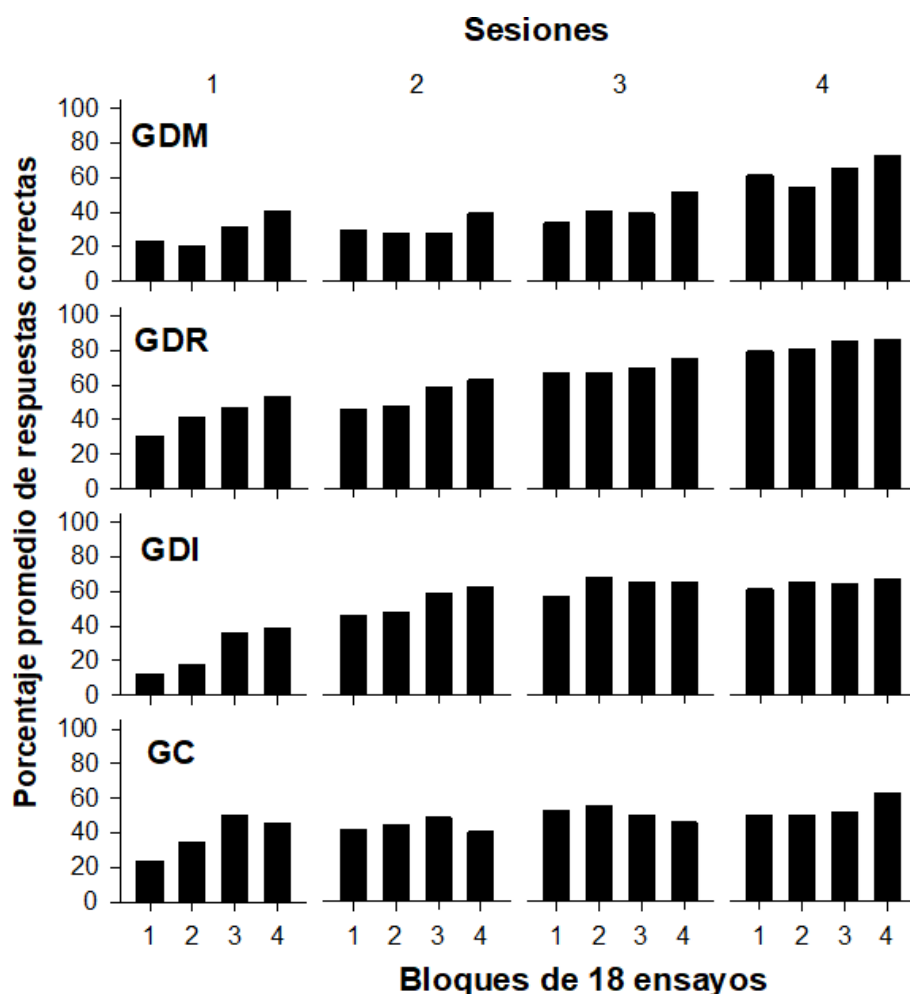 Sesiones
1 2 3 4
Porcentaje promedio de respuestas correctas
GDM
100
80
60
40
20
0
GDR
100
80
60
40
20
0
GDI
100
80
60
40
20
0
GC
100
80
60
40
20
0
1 2 3 4 1 2 3 4 1 2 3 4 1 2 3 4
Bloques de 18 ensayos